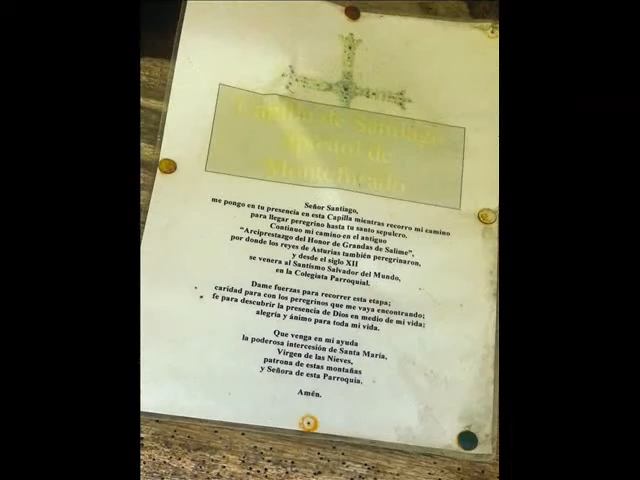 Capilla de Santiago
Apóstol de
Montefurado
Señor Santiago,
me pongo en tu presencia en esta Capilla mientras recorro mi camino
para llegar peregrino hasta tu santo sepulcro.
Continuo mi camino en el antiguo
"Arciprestazgo del Honor de Grandas de Salime",
por donde los reyes de Asturias también peregrinaron,
y desde el siglo XII
se venera al Santísimo Salvador del Mundo,
en la Colegiata Parroquial.
Dame fuerzas para recorrer esta etapa;
caridad para con los peregrinos que me vaya encontrando;
fe para descubrir la presencia de Dios en medio de mi vida;
alegría y ánimo para toda mi vida.
Que venga en mi ayuda
la poderosa intercesión de Santa María,
Virgen de las Nieves,
patrona de estas montañas
y Señora de esta Parroquia.
Amén.